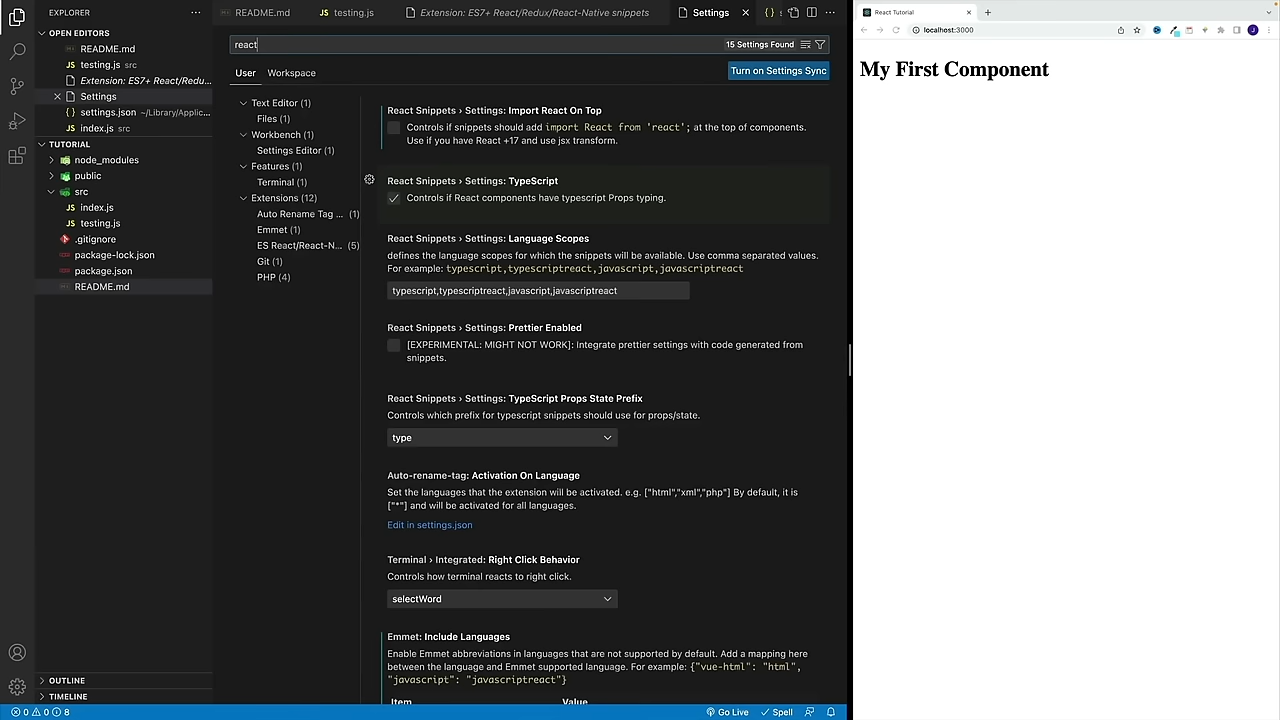 EXPLORER
OPEN EDITORS
README.md
testing.js src
Extension: ES7+ React/Redu...
Settings
settings.json ~/Library/Applic...
index.js src
TUTORIAL
node_modules
public
src
JS index.js
JS testing.js
.gitignore
package-lock.json
package.json
README.md
OUTLINE
TIMELINE
README.md
JS testing.js
Extension: ES7+ React/Redux/React-Native snippets
Settings
react
15 Settings Found
User
Workspace
Turn on Settings Sync
Text Editor (1)
Files (1)
Workbench (1)
Settings Editor (1)
Features (1)
Terminal (1)
Extensions (12)
Auto Rename Tag ... (1)
Emmet (1)
ES React/React-N... (5)
Git (1)
PHP (4)
React Snippets › Settings: Import React On Top
Controls if snippets should add import React from 'react'; at the top of components.
Use if you have React +17 and use jsx transform.
React Snippets › Settings: TypeScript
Controls if React components have typescript Props typing.
React Snippets › Settings: Language Scopes
defines the language scopes for which the snippets will be available. Use comma separated values.
For example: typescript,typescriptreact,javascript,javascriptreact
typescript,typescriptreact,javascript,javascriptreact
React Snippets › Settings: Prettier Enabled
[EXPERIMENTAL: MIGHT NOT WORK]: Integrate prettier settings with code generated from
snippets.
React Snippets › Settings: TypeScript Props State Prefix
Controls which prefix for typescript snippets should use for props/state.
type
Auto-rename-tag: Activation On Language
Set the languages that the extension will be activated. e.g. ["html","xml","php"] By default, it is
["*"] and will be activated for all languages.
Edit in settings.json
Terminal › Integrated: Right Click Behavior
Controls how terminal reacts to right click.
selectWord
Emmet: Include Languages
Enable Emmet abbreviations in languages that are not supported by default. Add a mapping here
between the language and Emmet supported language. For example: {"vue-html": "html",
"javascript": "javascriptreact"}
Item Value
0 0 8
Go Live
Spell
React Tutorial
localhost:3000
J
My First Component